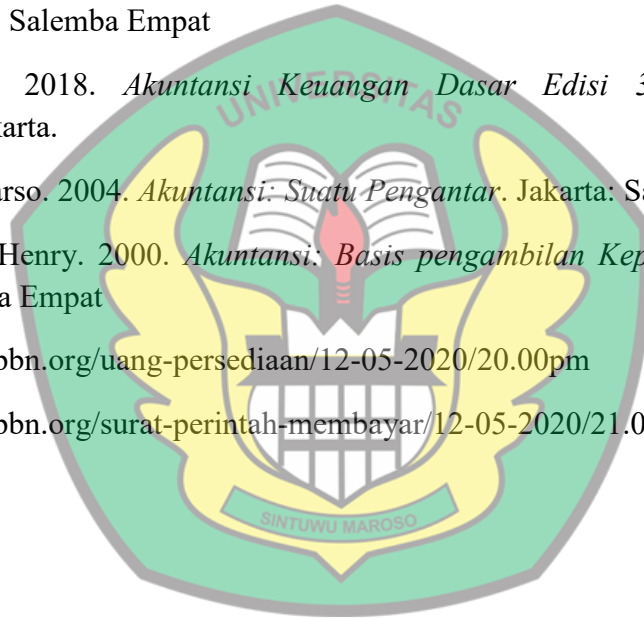 Salemba Empat
2018. Akuntansi Keuangan Dasar Edisi 3
UNIVERSITAS
karta.
arso. 2004. Akuntansi: Suatu Pengantar. Jakarta: Sa
Henry. 2000. Akuntansi: Basis pengambilan Kep
a Empat
bn.org/uang-persediaan/12-05-2020/20.00pm
bn.org/surat-perintah-membayar/12-05-2020/21.0
SINTUWU MAROSO